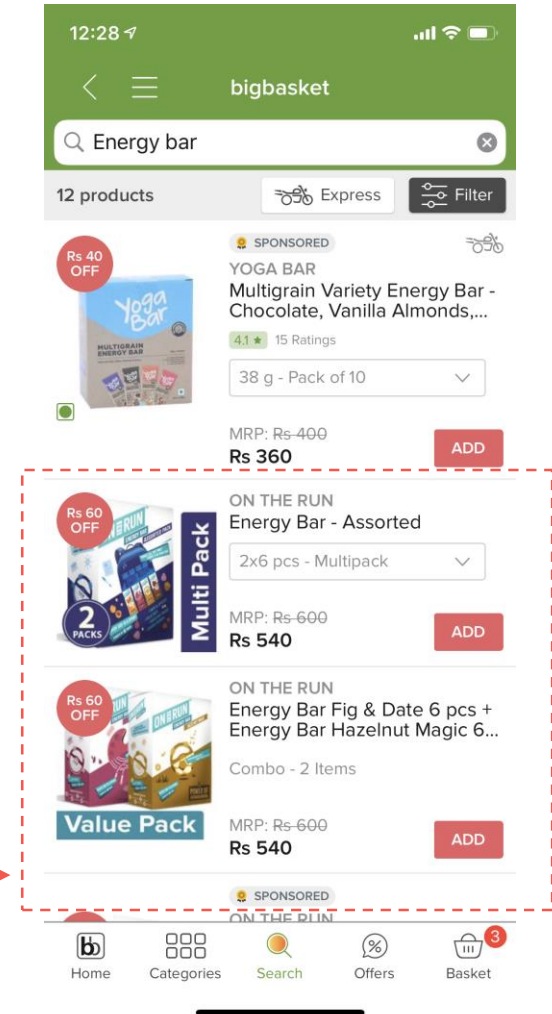 12:28
bigbasket
Energy bar
12 products
Express
Filter
Rs 40
OFF
SPONSORED
YOGA BAR
Multigrain Variety Energy Bar -
Chocolate, Vanilla Almonds,...
4.1 ★ 15 Ratings
Yoga
Bar
MULTIGRAIN
ENERGY BAR
38 g - Pack of 10
MRP: Rs 400
Rs 360
ADD
Rs 60
OFF
ON THE RUN
Energy Bar - Assorted
Multi Pack
2
PACKS
2x6 pcs - Multipack
MRP: Rs 600
Rs 540
ADD
Rs 60
OFF
ON THE RUN
Energy Bar Fig & Date 6 pcs +
Energy Bar Hazelnut Magic 6...
Combo - 2 Items
Value Pack
MRP: Rs 600
Rs 540
ADD
SPONSORED
ON THE RUN
bb
3
Home
Categories
Search
Offers
Basket